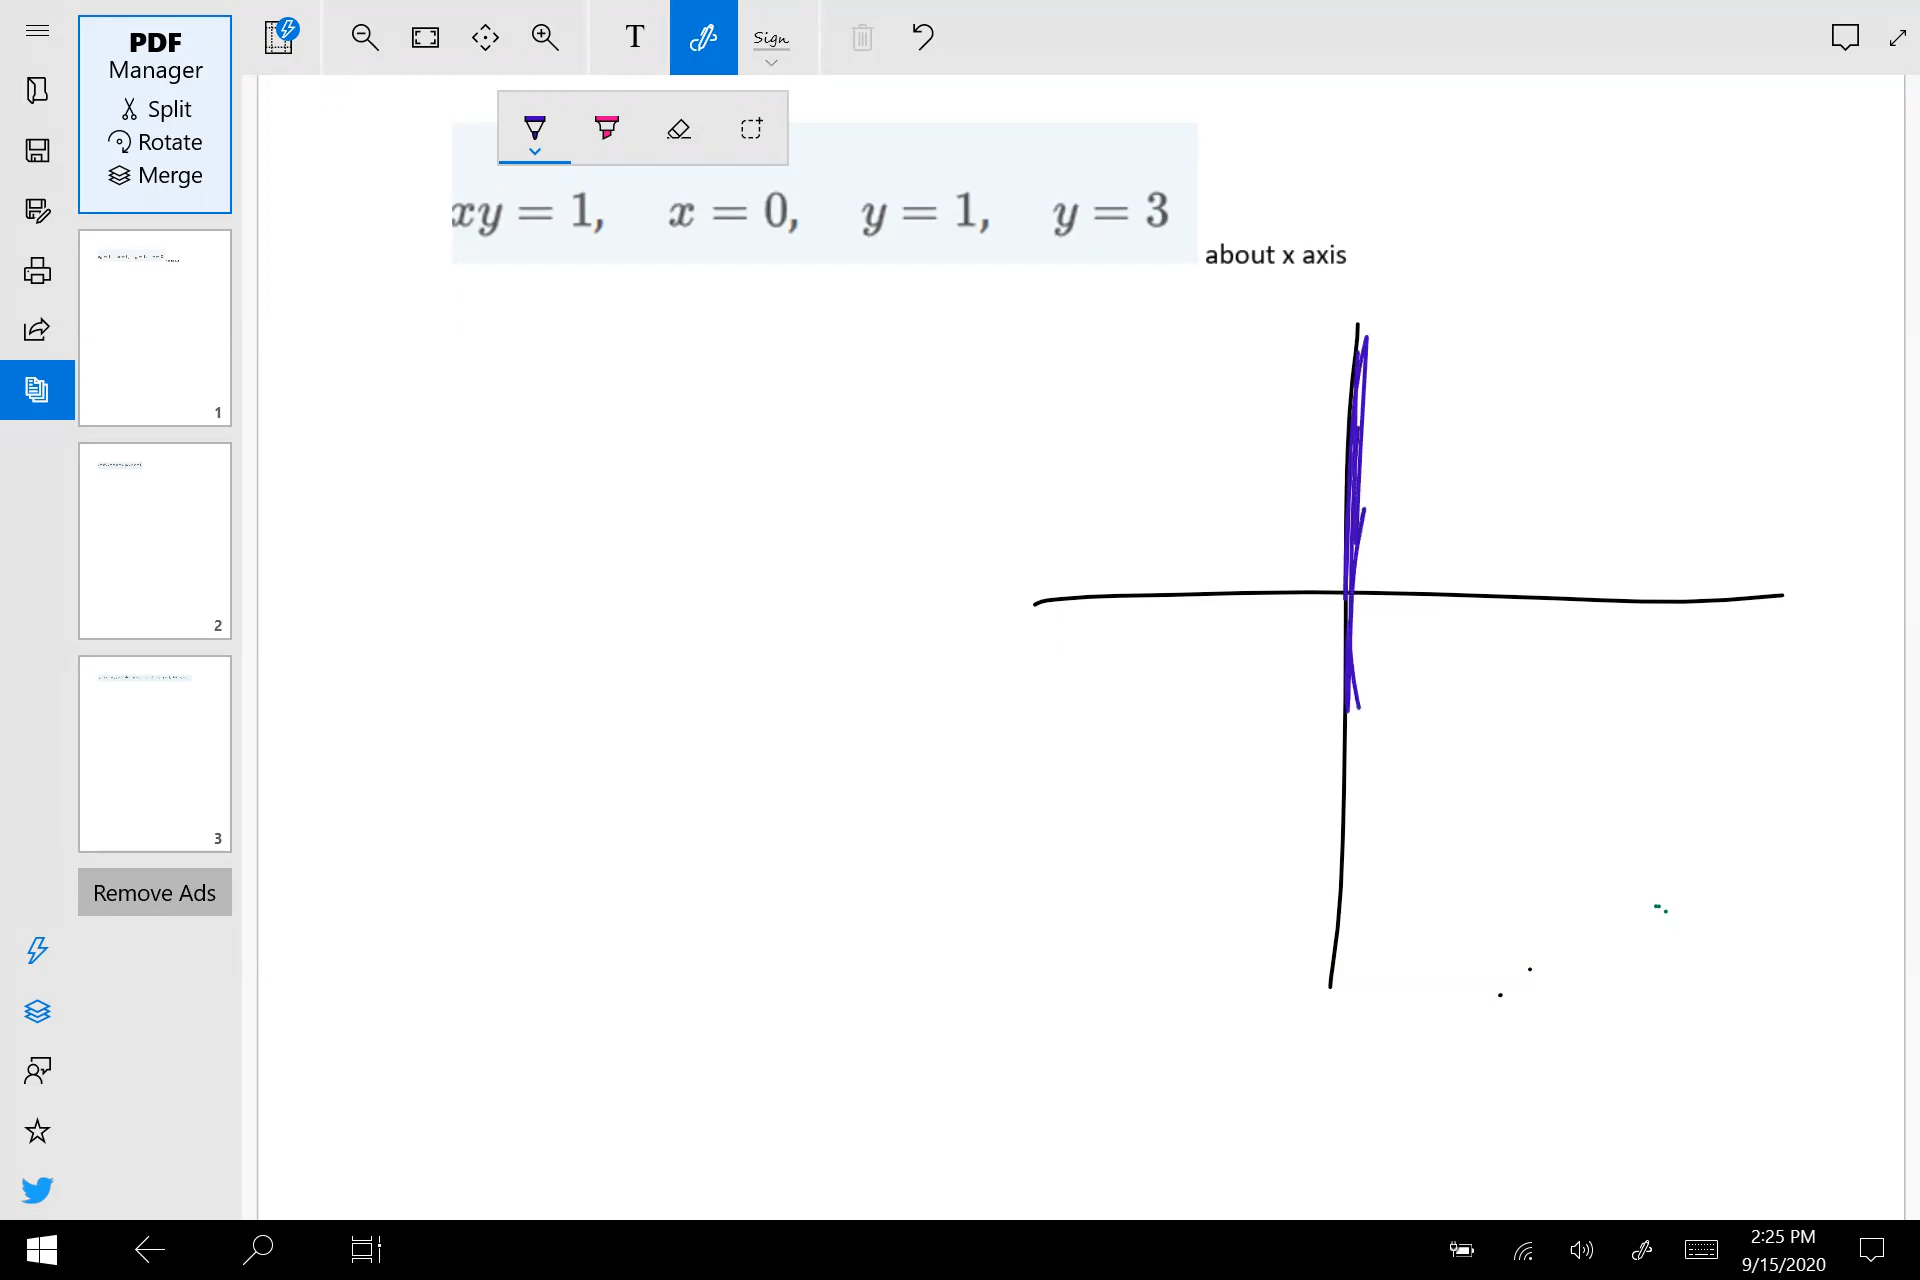 PDF
Manager
Split
Rotate
Merge
T
Sign
xy = 1, x = 0, y = 1, y = 3
about x axis
1
2
3
Remove Ads
2:25 PM
9/15/2020